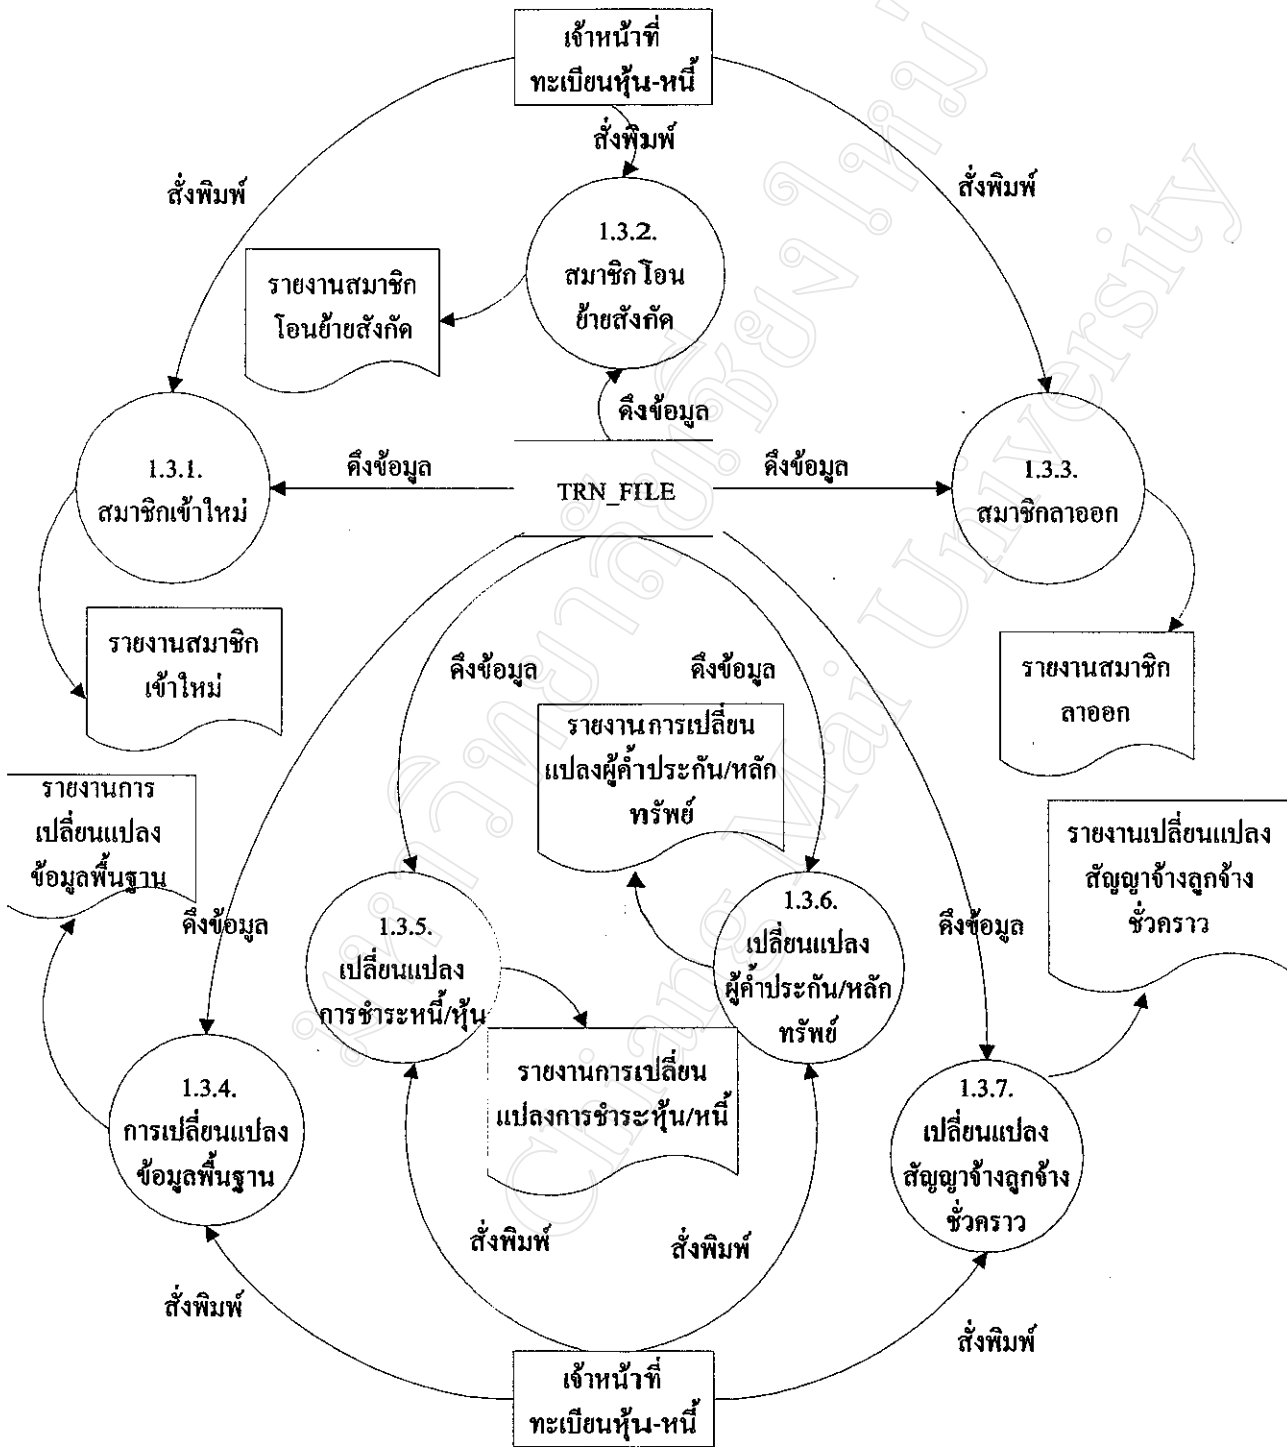 เจ้าหน้าที่
ทะเบียนหุ้น-หนี้
สั่งพิมพ์
สั่งพิมพ์
สั่งพิมพ์
1.3.2.
สมาชิกโอน
ย้ายสังกัด
รายงานสมาชิก
โอนย้ายสังกัด
ดึงข้อมูล
ดึงข้อมูล
ดึงข้อมูล
1.3.1.
สมาชิกเข้าใหม่
TRN_FILE
1.3.3.
สมาชิกลาออก
รายงานสมาชิก
เข้าใหม่
รายงานสมาชิก
ลาออก
ดึงข้อมูล
ดึงข้อมูล
รายงานการเปลี่ยน
แปลงผู้ค้ำประกัน/หลัก
ทรัพย์
รายงานการ
เปลี่ยนแปลง
ข้อมูลพื้นฐาน
รายงานเปลี่ยนแปลง
สัญญาจ้างลูกจ้าง
ชั่วคราว
ดึงข้อมูล
1.3.5.
เปลี่ยนแปลง
การชำระหนี้/หุ้น
1.3.6.
เปลี่ยนแปลง
ผู้ค้ำประกัน/หลัก
ทรัพย์
ดึงข้อมูล
รายงานการเปลี่ยน
แปลงการชำระหุ้น/หนี้
1.3.4.
การเปลี่ยนแปลง
ข้อมูลพื้นฐาน
1.3.7.
เปลี่ยนแปลง
สัญญาจ้างลูกจ้าง
ชั่วคราว
สั่งพิมพ์
สั่งพิมพ์
สั่งพิมพ์
สั่งพิมพ์
เจ้าหน้าที่
ทะเบียนหุ้น-หนี้
มหาวิทยาลัยเชียงใหม่
Chiang Mai University